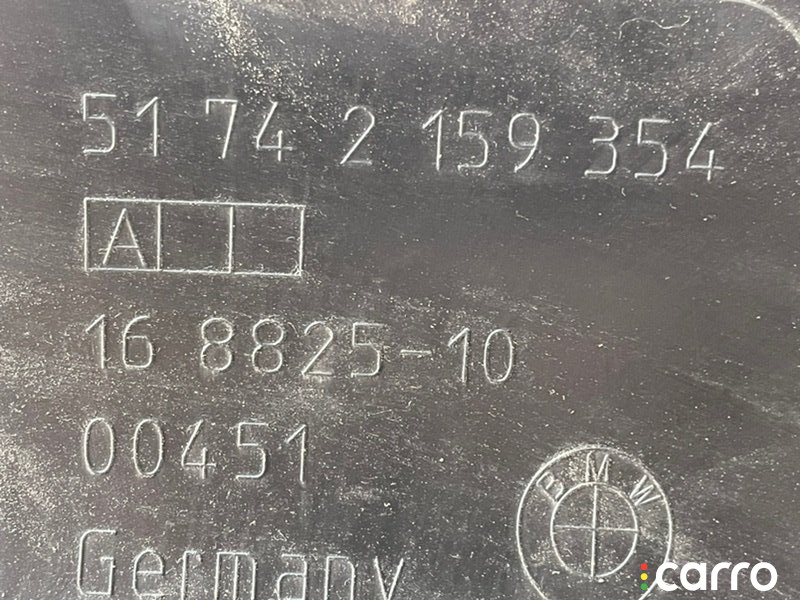 51 74 2 159 354
A
16 8825-10
00451
BMW
Germany
carro